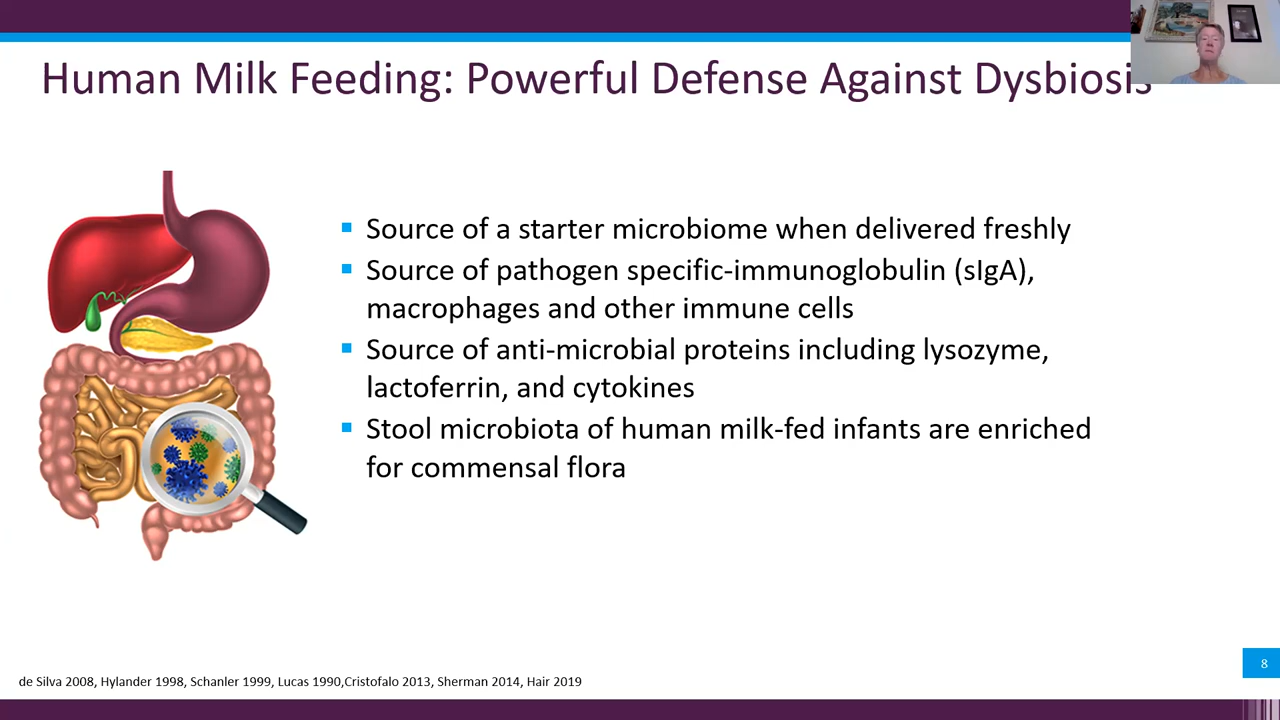 Human Milk Feeding: Powerful Defense Against Dysbiosis
Source of a starter microbiome when delivered freshly
Source of pathogen specific-immunoglobulin (sIgA),
macrophages and other immune cells
Source of anti-microbial proteins including lysozyme,
lactoferrin, and cytokines
Stool microbiota of human milk-fed infants are enriched
for commensal flora
8
de Silva 2008, Hylander 1998, Schanler 1999, Lucas 1990,Cristofalo 2013, Sherman 2014, Hair 2019